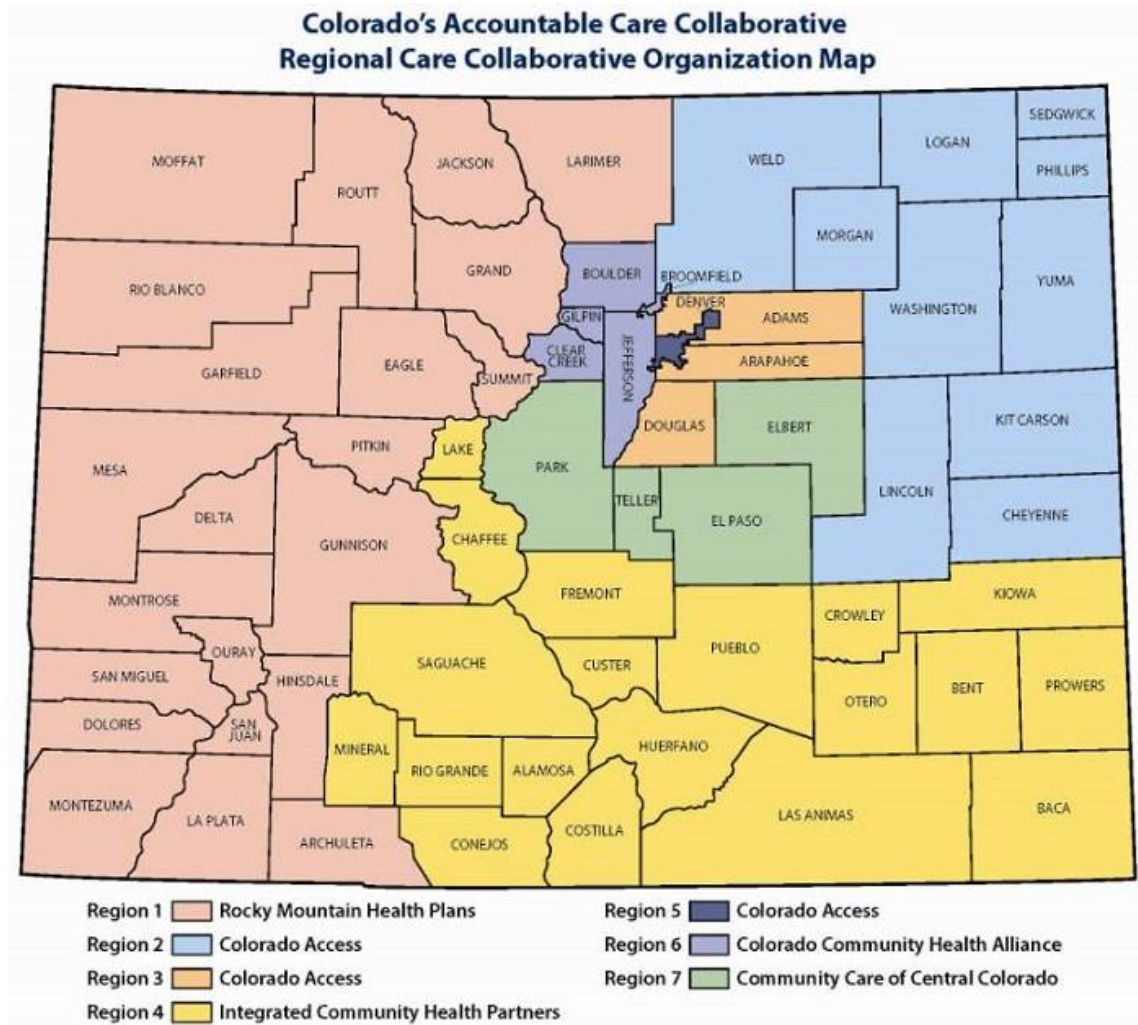 Colorado's Accountable Care Collaborative
Regional Care Collaborative Organization Map
MOFFAT
ROUTT
JACKSON
LARIMER
WELD
LOGAN
SEDGWICK
PHILLIPS
MORGAN
RIO BLANCO
GRAND
BOULDER
BROOMFIELD
YUMA
WASHINGTON
DENVER
GILPIN
ADAMS
CLEAR
CREEK
JEFFERSON
ARAPAHOE
GARFIELD
EAGLE
SUMMIT
DOUGLAS
ELBERT
KIT CARSON
MESA
PITKIN
LAKE
PARK
LINCOLN
TELLER
DELTA
GUNNISON
CHAFFEE
EL PASO
CHEYENNE
MONTROSE
FREMONT
CROWLEY
KIOWA
OURAY
SAGUACHE
CUSTER
PUEBLO
SAN MIGUEL
HINSDALE
OTERO
BENT
PROWERS
DOLORES
SAN
JUAN
MINERAL
RIO GRANDE
ALAMOSA
HUERFANO
MONTEZUMA
LA PLATA
ARCHULETA
CONEJOS
COSTILLA
LAS ANIMAS
BACA
Region 1 Rocky Mountain Health Plans
Region 2 Colorado Access
Region 3 Colorado Access
Region 4 Integrated Community Health Partners
Region 5 Colorado Access
Region 6 Colorado Community Health Alliance
Region 7 Community Care of Central Colorado